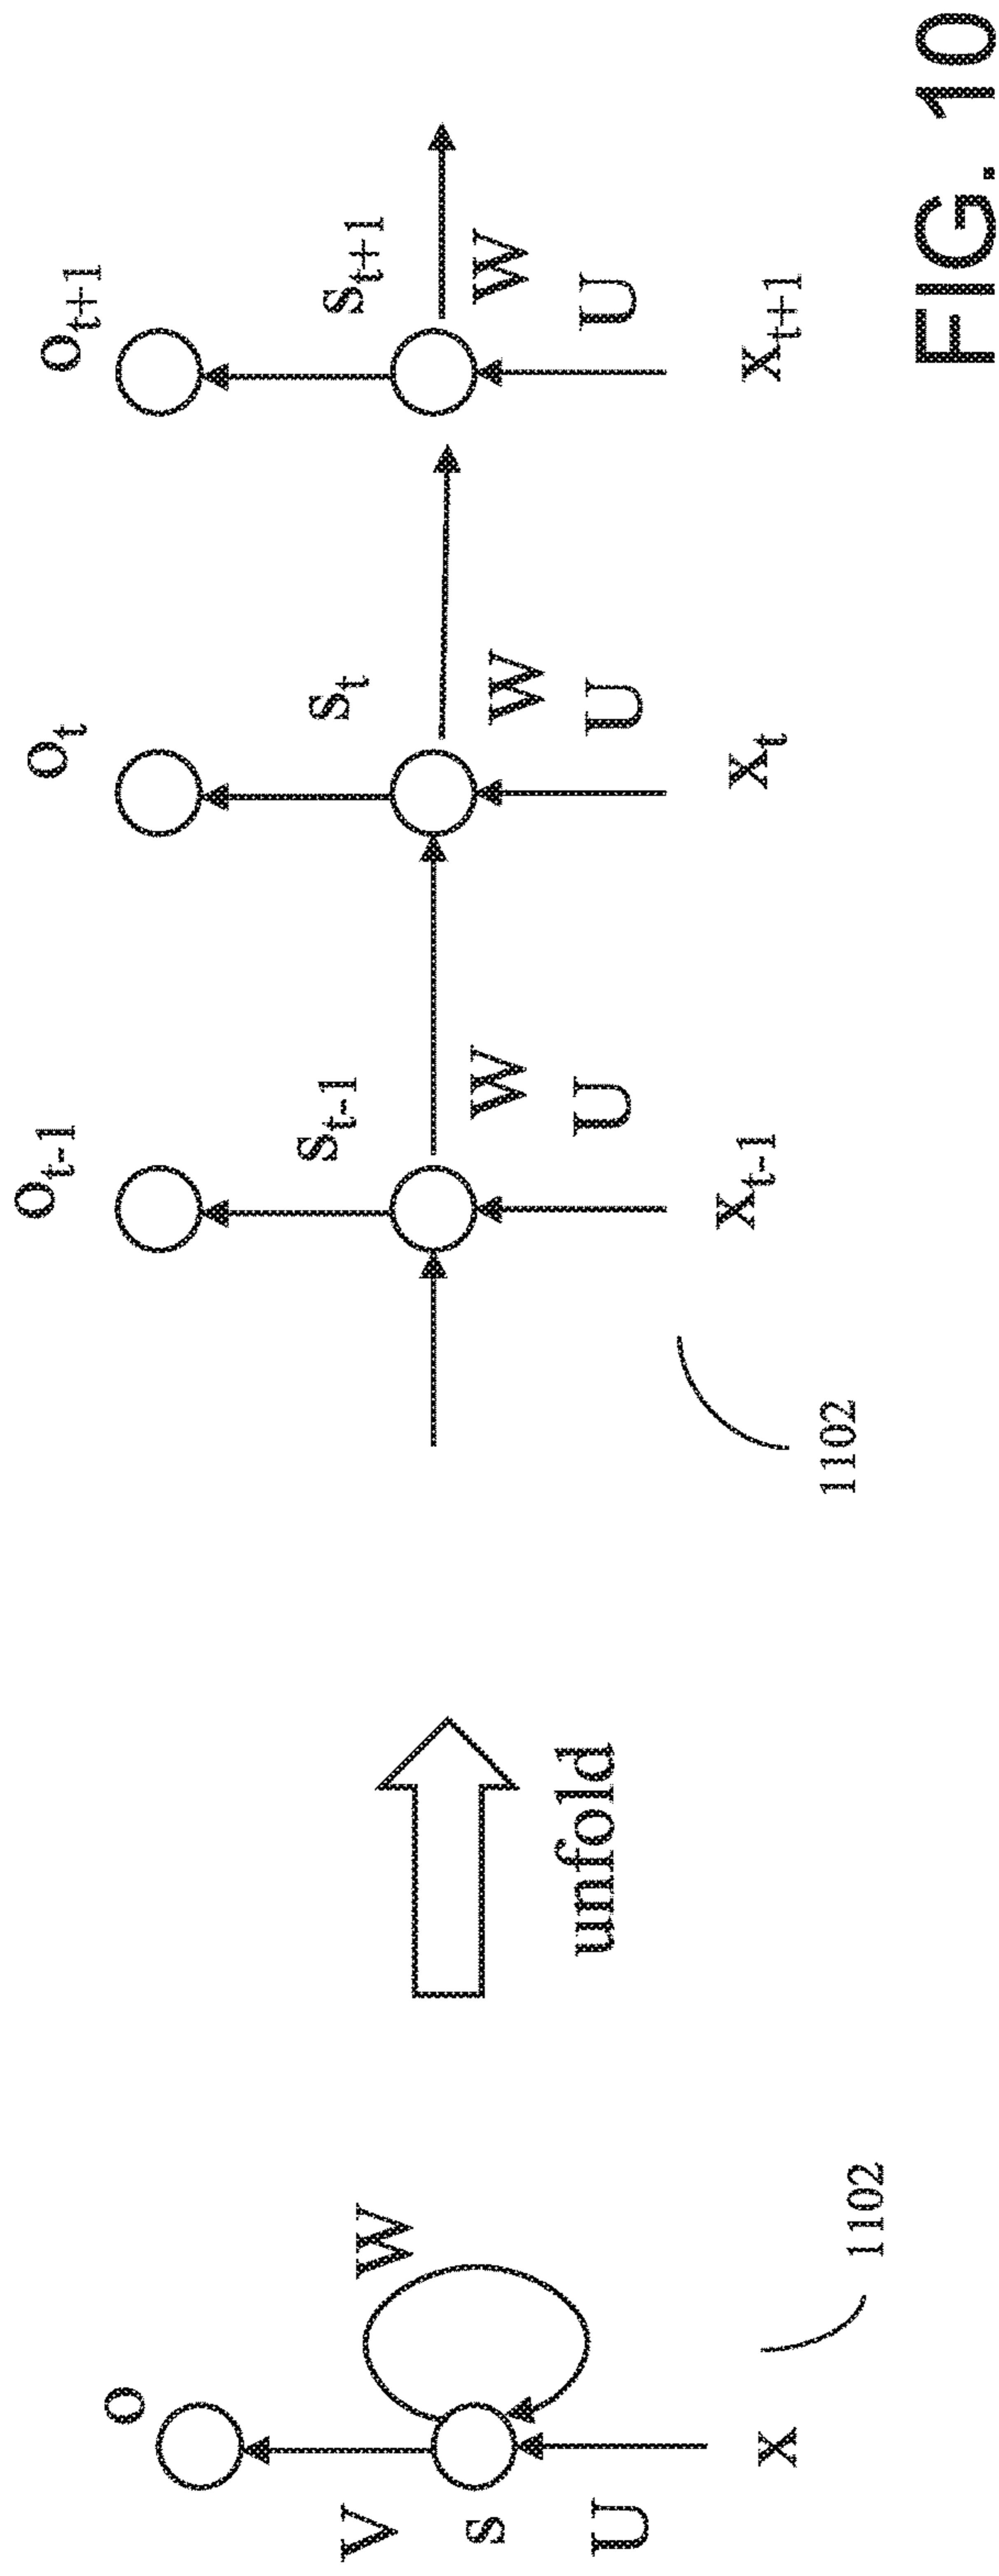 o
V
s
W
U
x
1102
unfold
o_{t-1}
s_{t-1}
W
U
x_{t-1}
1102
o_t
s_t
W
U
x_t
o_{t+1}
s_{t+1}
W
U
x_{t+1}
FIG. 10